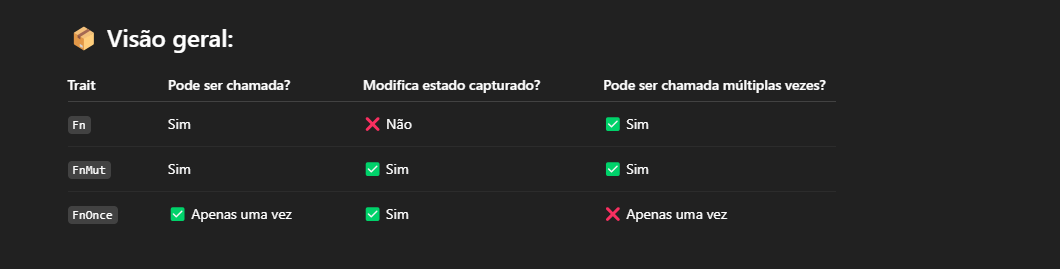 📦 Visão geral:
Trait Pode ser chamada? Modifica estado capturado? Pode ser chamada múltiplas vezes?
Fn Sim ❌ Não ✅ Sim
FnMut Sim ✅ Sim ✅ Sim
FnOnce ✅ Apenas uma vez ✅ Sim ❌ Apenas uma vez